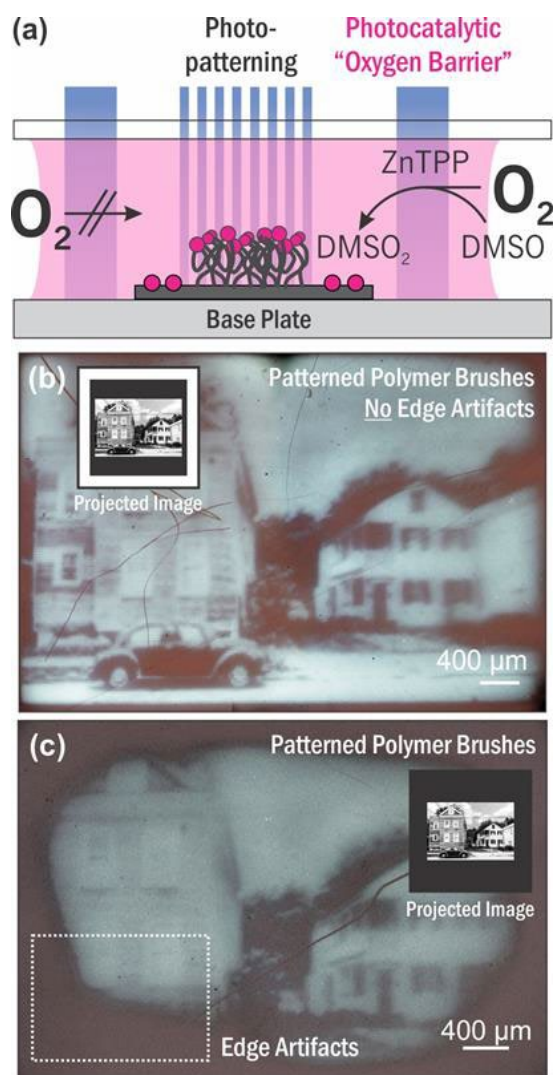 (a)
Photo-
patterning
Photocatalytic
“Oxygen Barrier”
O₂
ZnTPP
O₂
DMSO₂
DMSO
Base Plate
(b)
Patterned Polymer Brushes
No Edge Artifacts
Projected Image
400 µm
(c)
Patterned Polymer Brushes
Projected Image
Edge Artifacts
400 µm